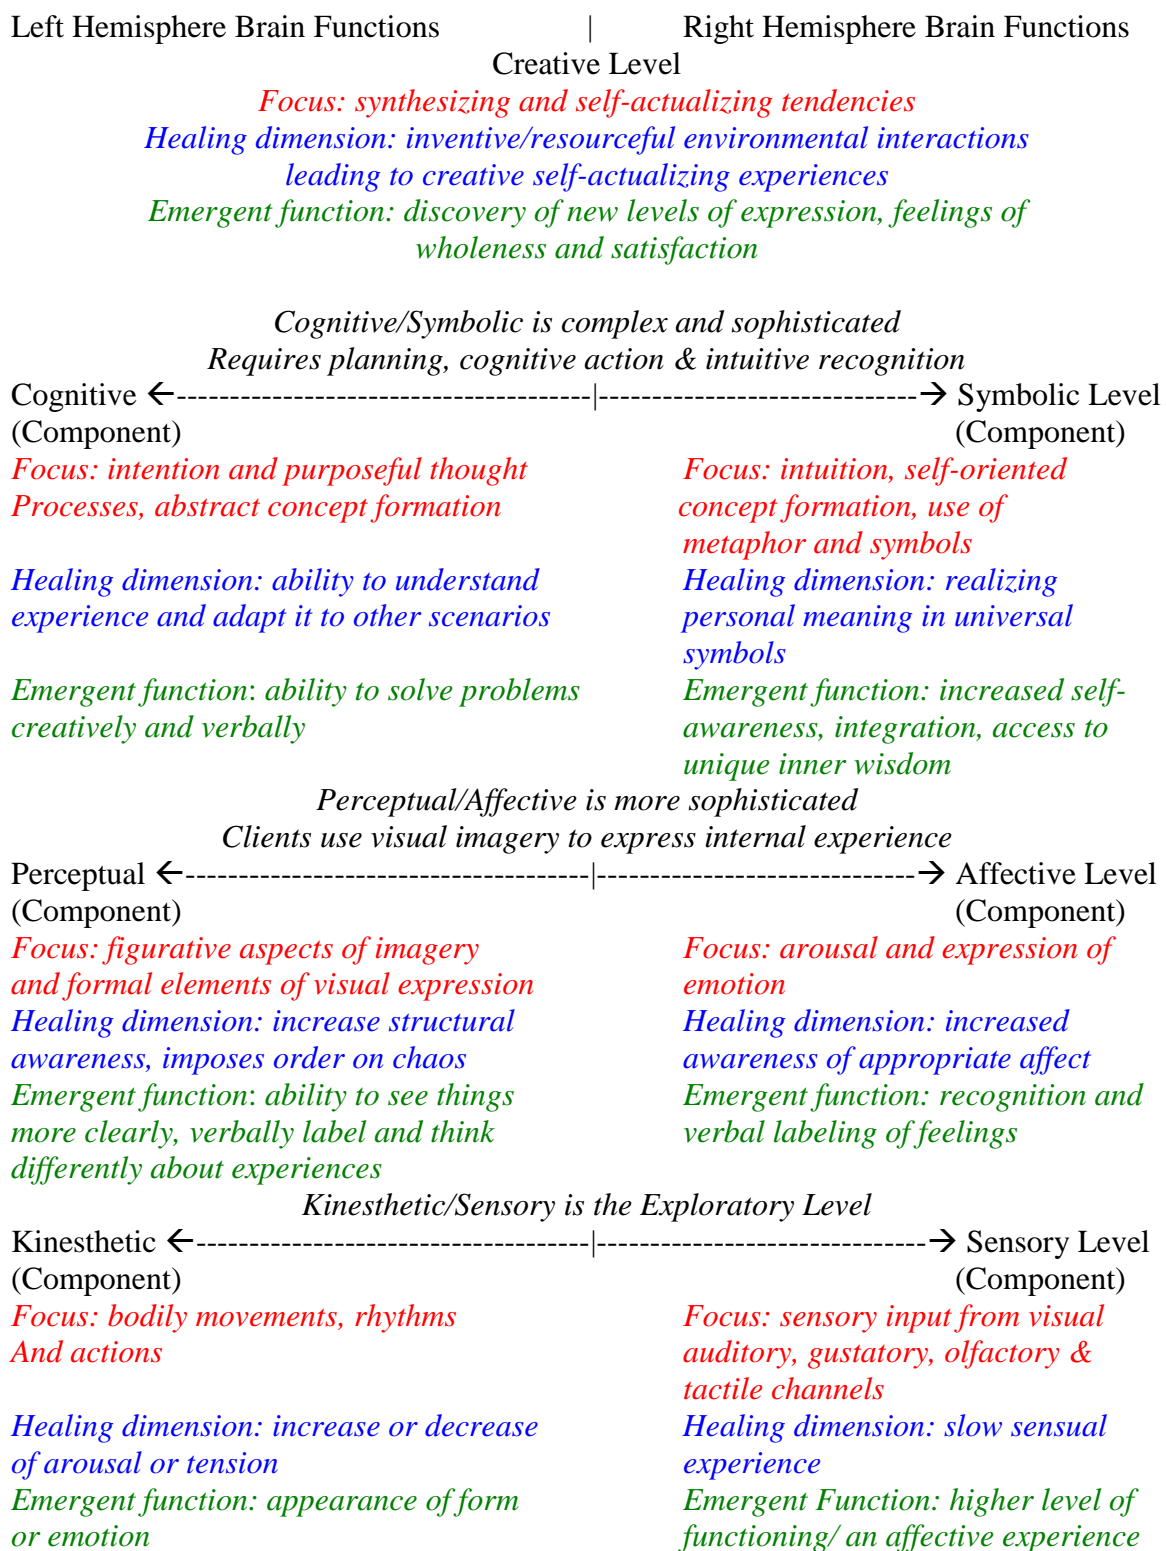 Left Hemisphere Brain Functions | Right Hemisphere Brain Functions
Creative Level
Focus: synthesizing and self-actualizing tendencies
Healing dimension: inventive/resourceful environmental interactions
leading to creative self-actualizing experiences
Emergent function: discovery of new levels of expression, feelings of
wholeness and satisfaction
Cognitive/Symbolic is complex and sophisticated
Requires planning, cognitive action & intuitive recognition
Cognitive ←---------------------------------------|------------------------------→ Symbolic Level
(Component) (Component)
Focus: intention and purposeful thought Focus: intuition, self-oriented
Processes, abstract concept formation concept formation, use of
metaphor and symbols
Healing dimension: ability to understand Healing dimension: realizing
experience and adapt it to other scenarios personal meaning in universal
symbols
Emergent function: ability to solve problems Emergent function: increased self-
creatively and verbally awareness, integration, access to
unique inner wisdom
Perceptual/Affective is more sophisticated
Clients use visual imagery to express internal experience
Perceptual ←---------------------------------------|------------------------------→ Affective Level
(Component) (Component)
Focus: figurative aspects of imagery Focus: arousal and expression of
and formal elements of visual expression emotion
Healing dimension: increase structural Healing dimension: increased
awareness, imposes order on chaos awareness of appropriate affect
Emergent function: ability to see things Emergent function: recognition and
more clearly, verbally label and think verbal labeling of feelings
differently about experiences
Kinesthetic/Sensory is the Exploratory Level
Kinesthetic ←-------------------------------------|-------------------------------→ Sensory Level
(Component) (Component)
Focus: bodily movements, rhythms Focus: sensory input from visual
And actions auditory, gustatory, olfactory &
tactile channels
Healing dimension: increase or decrease Healing dimension: slow sensual
of arousal or tension experience
Emergent function: appearance of form Emergent Function: higher level of
or emotion functioning/ an affective experience